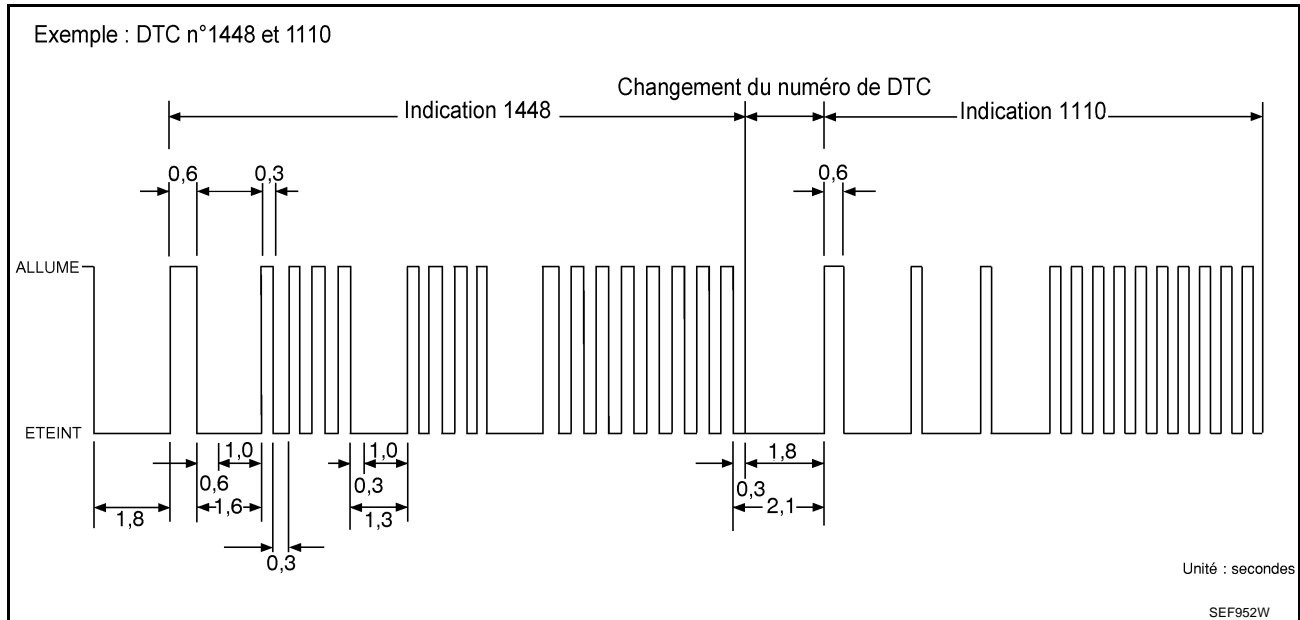 Exemple : DTC n°1448 et 1110
Changement du numéro de DTC
Indication 1448
Indication 1110
0,6
0,3
0,6
ALLUME
ETEINT
1,0
1,0
1,8
0,6
0,3
0,3
1,8
1,6
1,3
2,1
0,3
Unité : secondes
SEF952W